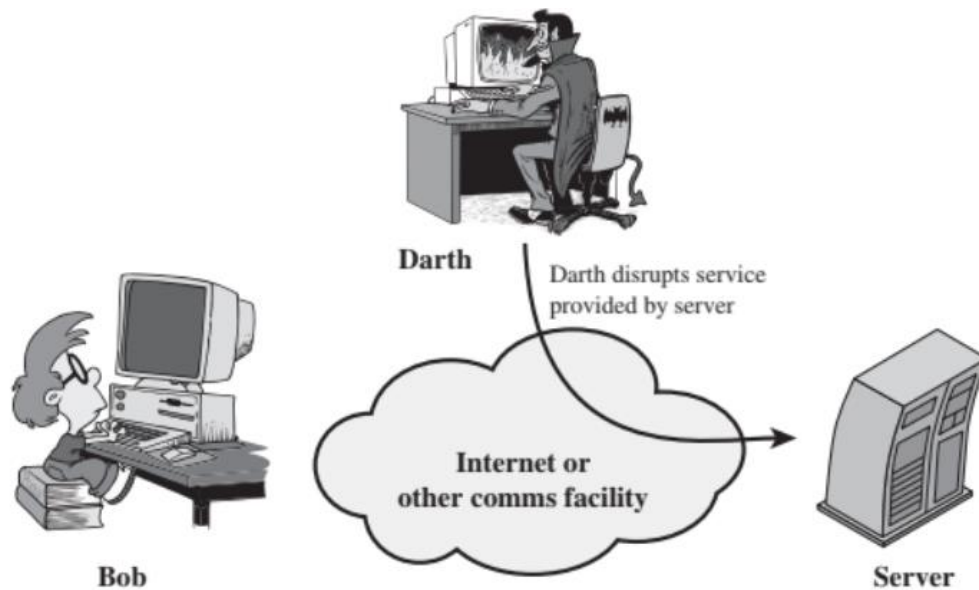 Darth
Darth disrupts service
provided by server
Internet or
other comms facility
Bob
Server